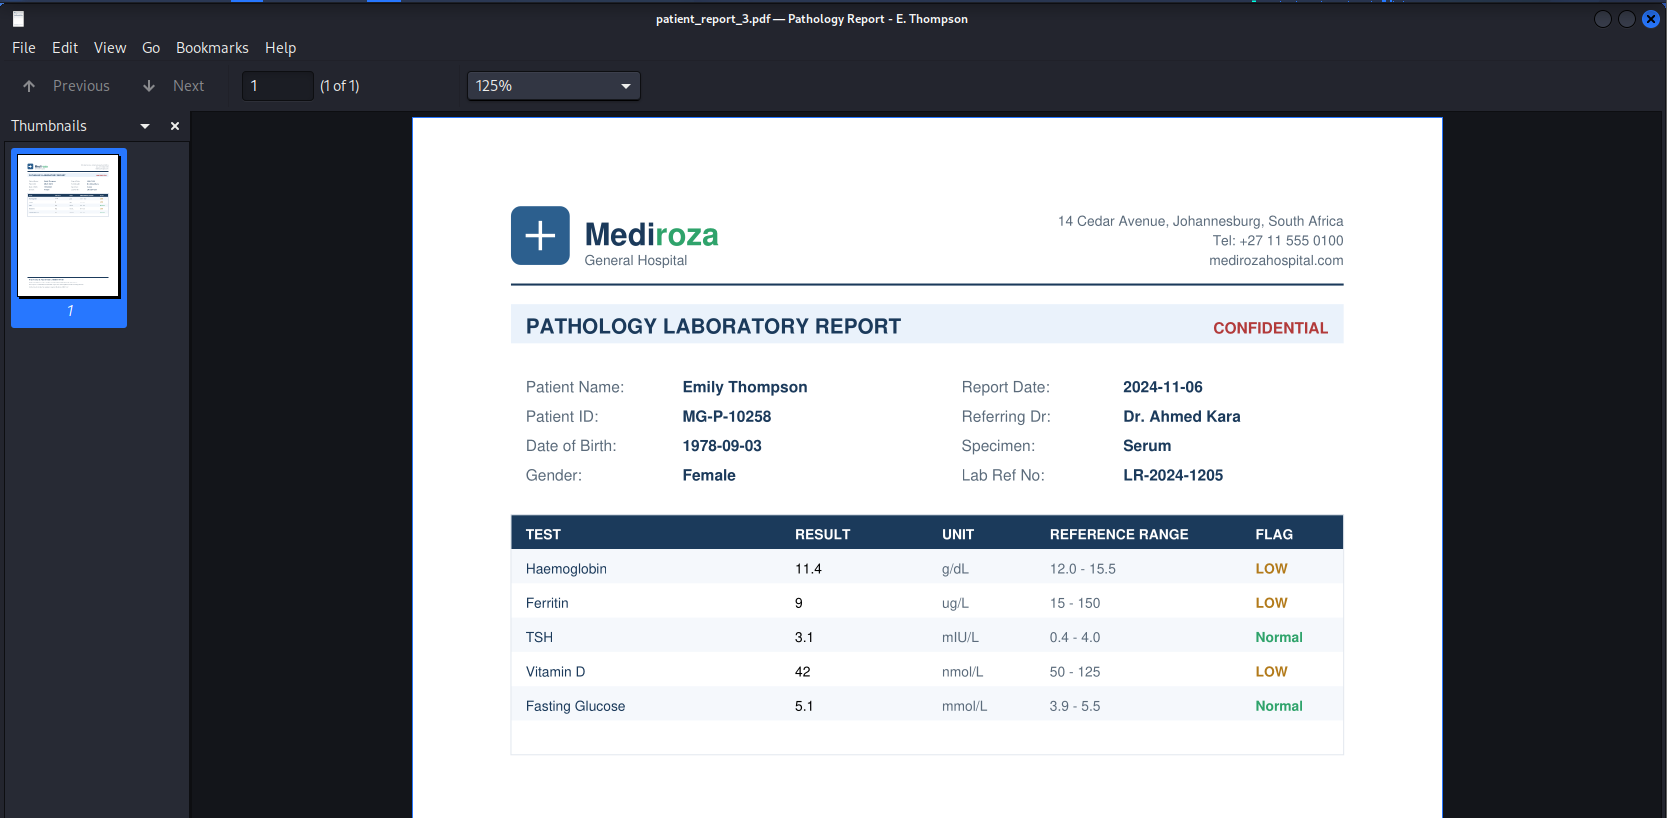 patient_report_3.pdf — Pathology Report - E. Thompson
File Edit View Go Bookmarks Help
Previous Next 1 (1 of 1) 125%
Thumbnails
1
Mediroza
General Hospital
14 Cedar Avenue, Johannesburg, South Africa
Tel: +27 11 555 0100
medirozahospital.com
PATHOLOGY LABORATORY REPORT CONFIDENTIAL
Patient Name: Emily Thompson Report Date: 2024-11-06
Patient ID: MG-P-10258 Referring Dr: Dr. Ahmed Kara
Date of Birth: 1978-09-03 Specimen: Serum
Gender: Female Lab Ref No: LR-2024-1205
TEST RESULT UNIT REFERENCE RANGE FLAG
Haemoglobin 11.4 g/dL 12.0 - 15.5 LOW
Ferritin 9 ug/L 15 - 150 LOW
TSH 3.1 mIU/L 0.4 - 4.0 Normal
Vitamin D 42 nmol/L 50 - 125 LOW
Fasting Glucose 5.1 mmol/L 3.9 - 5.5 Normal